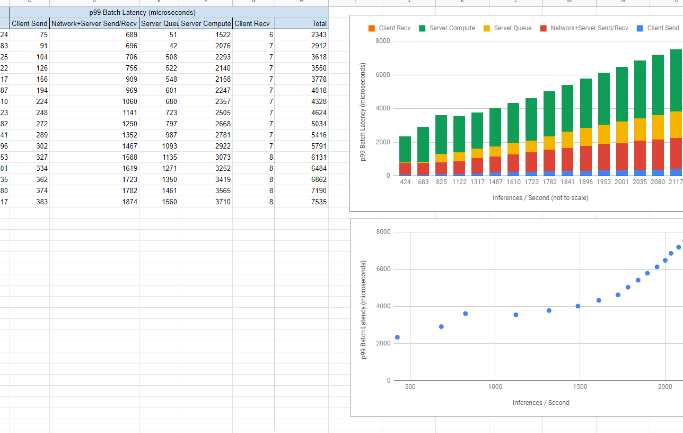 p99 Batch Latency (microseconds)
Client Send Network+Server Send/Recv Server Queu Server Compute Client Recv Total
24 75 689 51 1522 6 2343
83 91 696 42 2076 7 2912
25 104 706 508 2293 7 3618
22 126 755 522 2140 7 3550
17 156 909 548 2158 7 3778
87 194 969 601 2247 7 4018
10 224 1060 680 2357 7 4328
23 248 1141 723 2505 7 4624
82 272 1290 797 2668 7 5034
41 289 1352 987 2781 7 5416
96 302 1467 1093 2922 7 5791
53 327 1588 1135 3073 8 6131
01 334 1619 1271 3252 8 6484
35 362 1723 1350 3419 8 6862
80 374 1782 1461 3565 8 7190
17 383 1874 1560 3710 8 7535
Client Recv Server Compute Server Queue Network+Server Send/Recv Client Send
p99 Batch Latency (microseconds)
8000
6000
4000
2000
0
424 683 825 1122 1317 1487 1610 1723 1782 1841 1896 1953 2001 2035 2080 2117
Inferences / Second (not to scale)
p99 Batch Latency (microseconds)
8000
6000
4000
2000
0
500 1000 1500 2000
Inferences / Second